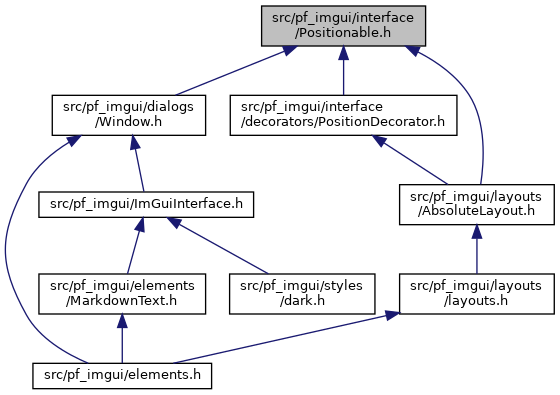 src/pf_imgui/interface
/Positionable.h
src/pf_imgui/dialogs
/Window.h
src/pf_imgui/interface
/decorators/PositionDecorator.h
src/pf_imgui/ImGuiInterface.h
src/pf_imgui/layouts
/AbsoluteLayout.h
src/pf_imgui/elements
/MarkdownText.h
src/pf_imgui/styles
/dark.h
src/pf_imgui/layouts
/layouts.h
src/pf_imgui/elements.h